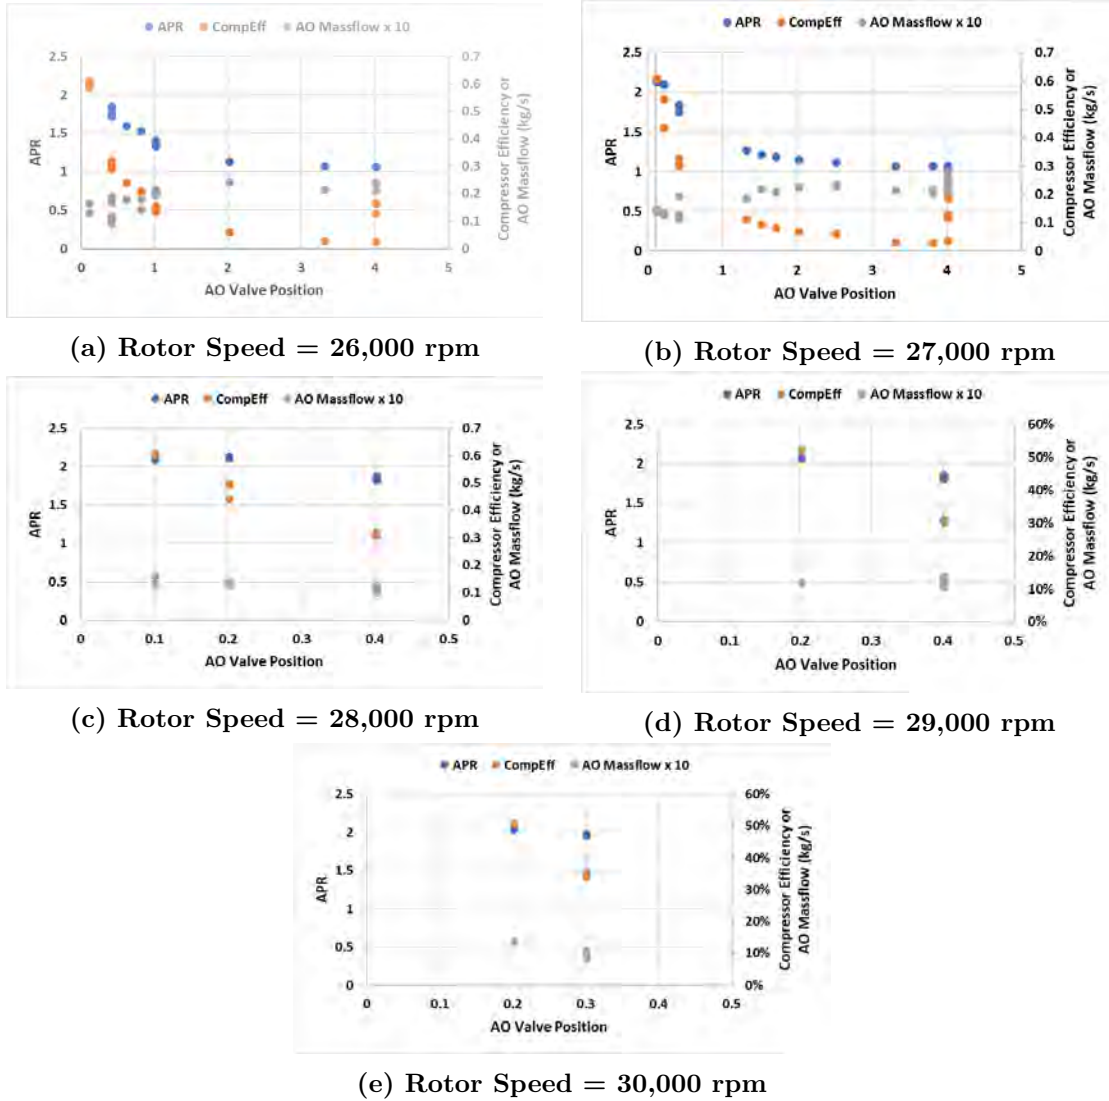 APR CompEff AO Massflow x 10
2.5
2
1.5
1
0.5
0
0.7
0.6
0.5
0.4
0.3
0.2
0.1
0
0 1 2 3 4 5
APR
Compressor Efficiency or
AO Massflow (kg/s)
AO Valve Position
(a) Rotor Speed = 26,000 rpm
APR CompEff AO Massflow x 10
2.5
2
1.5
1
0.5
0
0.7
0.6
0.5
0.4
0.3
0.2
0.1
0
0 1 2 3 4 5
APR
Compressor Efficiency or
AO Massflow (kg/s)
AO Valve Position
(b) Rotor Speed = 27,000 rpm
APR CompEff AO Massflow x 10
2.5
2
1.5
1
0.5
0
0.7
0.6
0.5
0.4
0.3
0.2
0.1
0
0 0.1 0.2 0.3 0.4 0.5
APR
Compressor Efficiency or
AO Massflow (kg/s)
AO Valve Position
(c) Rotor Speed = 28,000 rpm
APR CompEff AO Massflow x 10
2.5
2
1.5
1
0.5
0
60%
50%
40%
30%
20%
10%
0%
0 0.1 0.2 0.3 0.4 0.5
APR
Compressor Efficiency or
AO Massflow (kg/s)
AO Valve Position
(d) Rotor Speed = 29,000 rpm
APR CompEff AO Massflow x 10
2.5
2
1.5
1
0.5
0
60%
50%
40%
30%
20%
10%
0%
0 0.1 0.2 0.3 0.4 0.5
APR
Compressor Efficiency or
AO Massflow (kg/s)
AO Valve Position
(e) Rotor Speed = 30,000 rpm